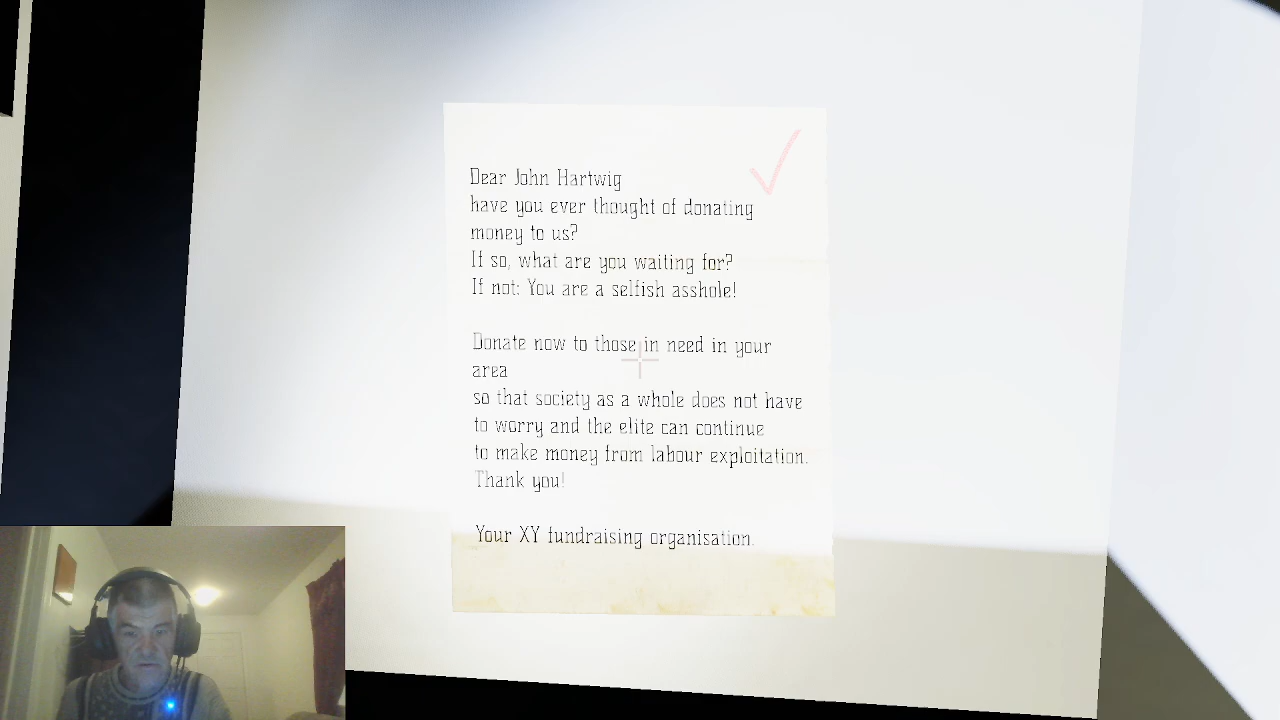 Dear John Hartwig
have you ever thought of donating
money to us?
If so, what are you waiting for?
If not: You are a selfish asshole!
Donate now to those in need in your
area
so that society as a whole does not have
to worry and the elite can continue
to make money from labour exploitation.
Thank you!
Your XY fundraising organisation.